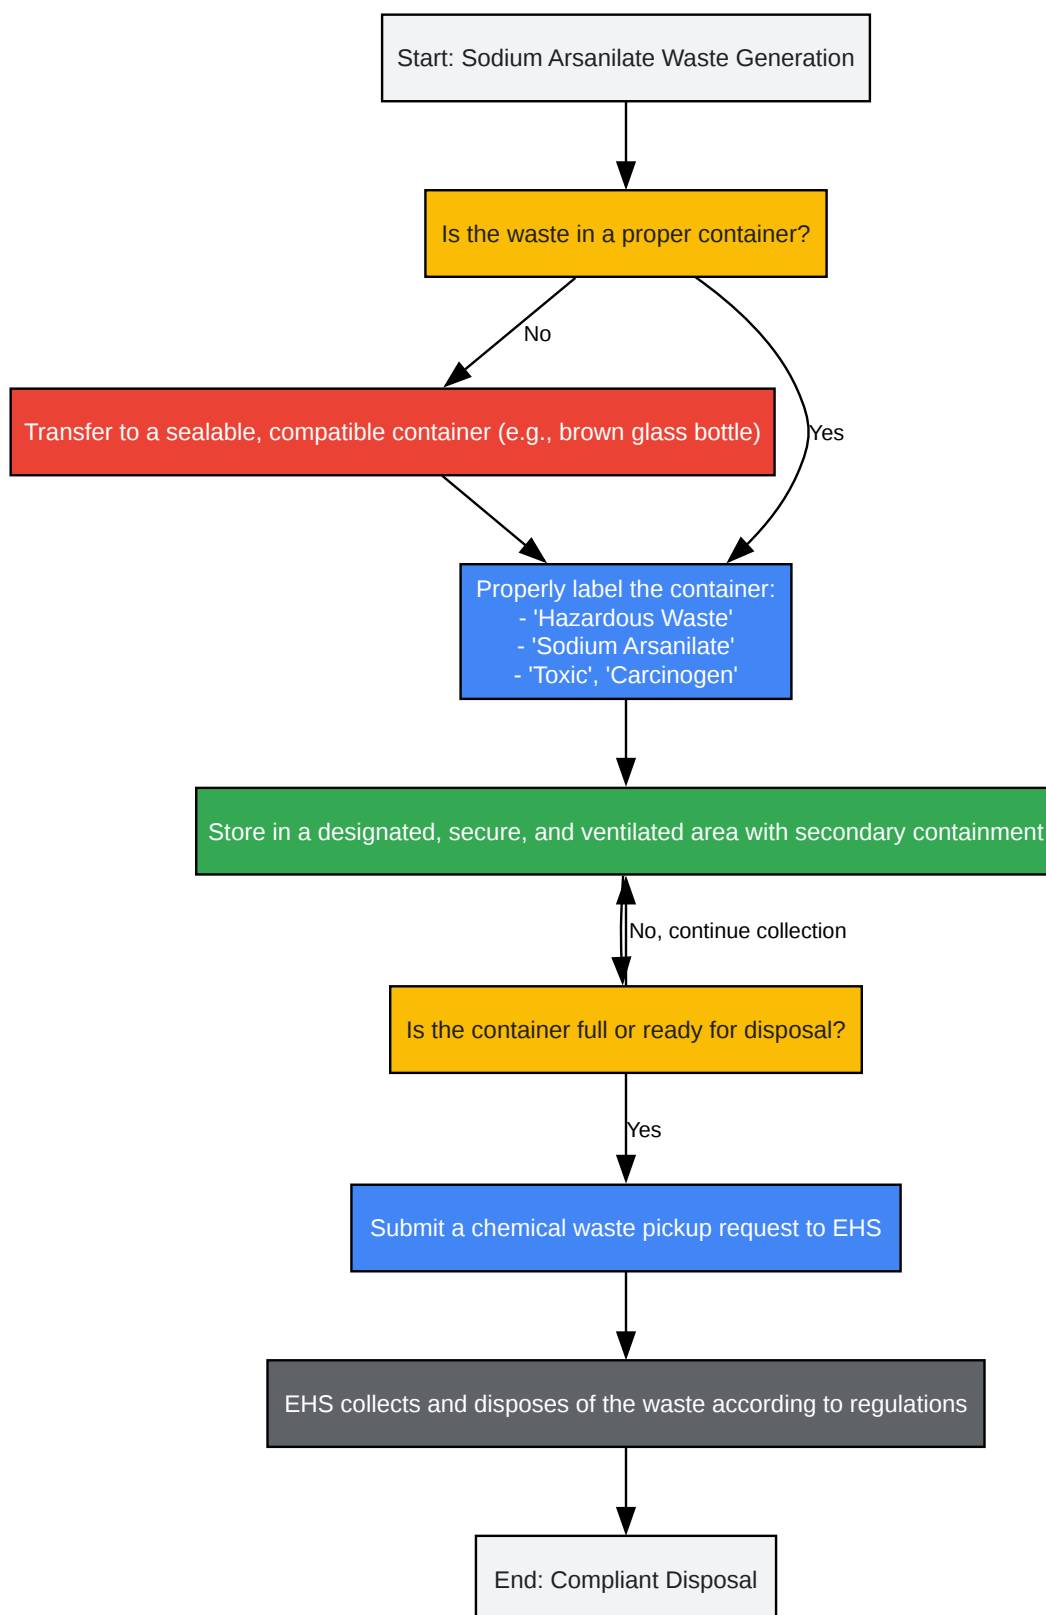 Start: Sodium Arsanilate Waste Generation
Is the waste in a proper container?
No
Transfer to a sealable, compatible container (e.g., brown glass bottle)
Yes
Properly label the container:
- 'Hazardous Waste'
- 'Sodium Arsanilate'
- 'Toxic', 'Carcinogen'
Store in a designated, secure, and ventilated area with secondary containment
No, continue collection
Is the container full or ready for disposal?
Yes
Submit a chemical waste pickup request to EHS
EHS collects and disposes of the waste according to regulations
End: Compliant Disposal